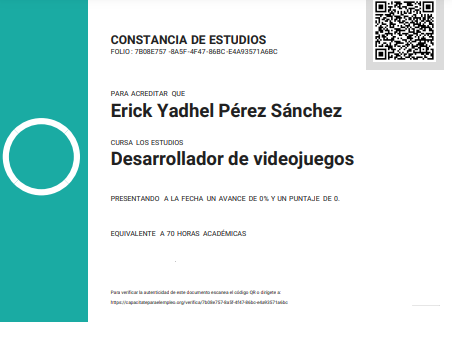 CONSTANCIA DE ESTUDIOS
FOLIO: 7B08E757 -8A5F-4F47-86BC-E4A93571A6BC
PARA ACREDITAR QUE
Erick Yadhel Pérez Sánchez
CURSA LOS ESTUDIOS
Desarrollador de videojuegos
PRESENTANDO A LA FECHA UN AVANCE DE 0% Y UN PUNTAJE DE 0.
EQUIVALENTE A 70 HORAS ACADÉMICAS
Para verificar la autenticidad de este documento escanea el código QR o dirígete a:
https://capacitateparaelempleo.org/verifica/7b08e757-8a5f-4f47-86bc-e4a93571a6bc